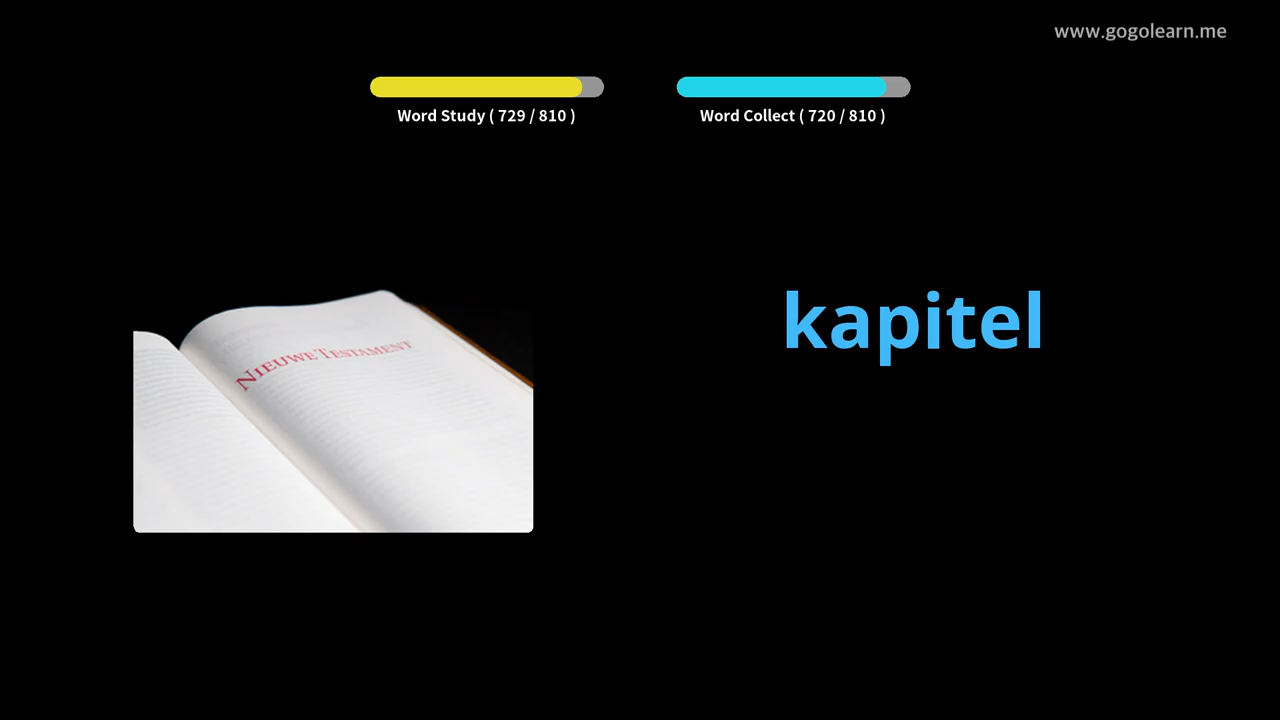 www.gogolearn.me
Word Study ( 729 / 810 )
Word Collect ( 720 / 810 )
kapitel
NIEUWE TESTAMENT